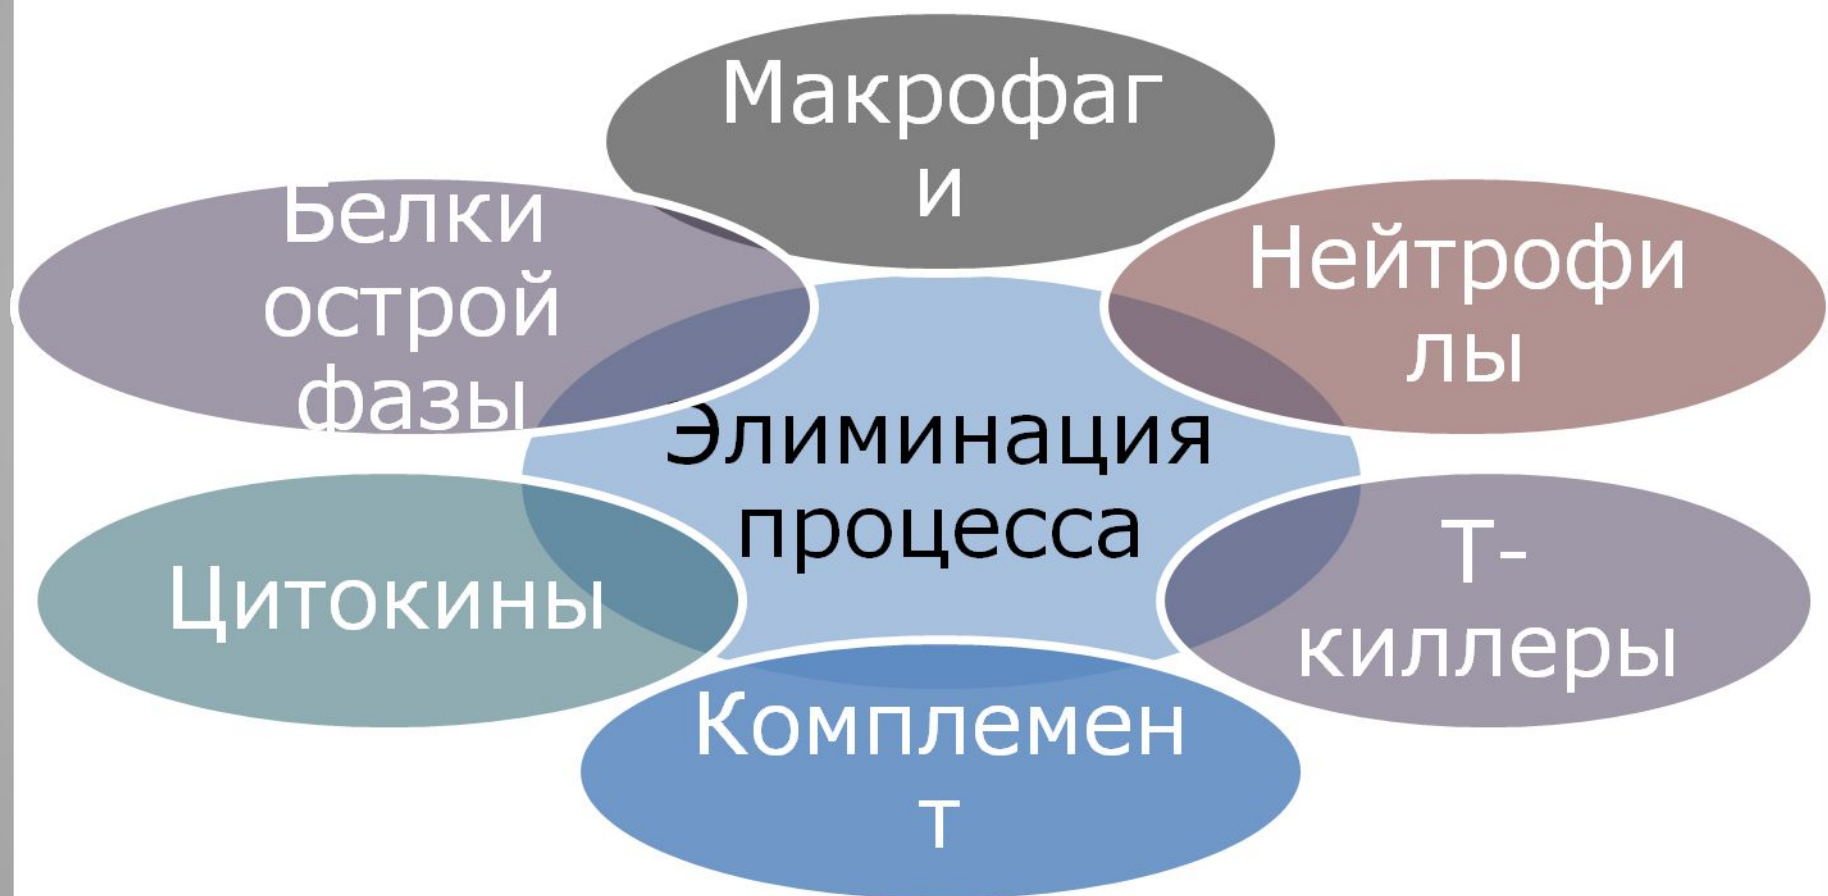 Макрофаг
и
Белки
острой
фазы
Нейтрофи
лы
Элиминация
процесса
Цитокины
Т-
киллеры
Комплемен
т